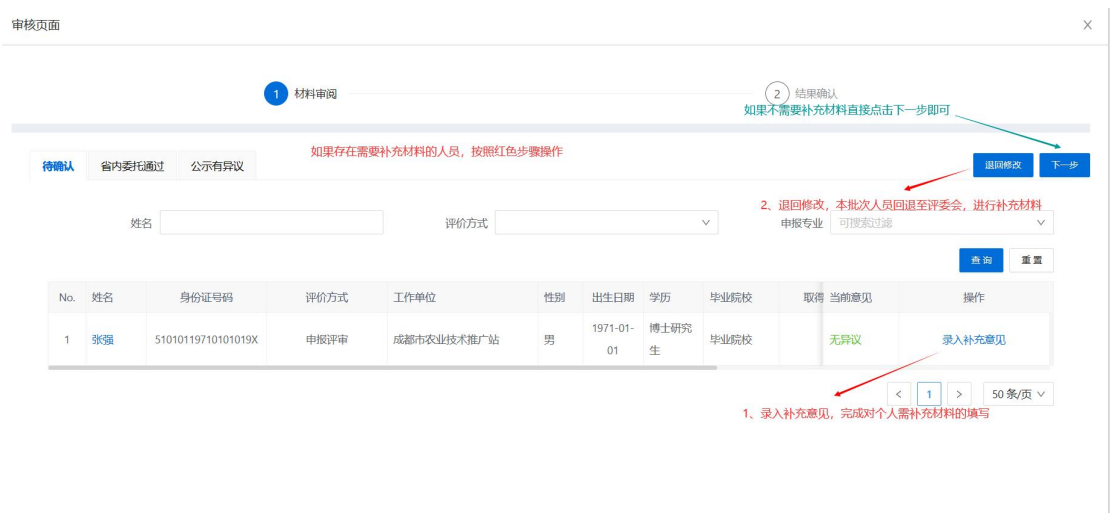 审核页面
1 材料审阅
2 结果确认
如果不需要补充材料直接点击下一步即可
如果存在需要补充材料的人员，按照红色步骤操作
待确认 省内委托通过 公示有异议
退回修改 下一步
2、退回修改，本批次人员回退至评委会，进行补充材料
姓名 评价方式 申报专业 可搜索过滤
查询 重置
No. 姓名 身份证号码 评价方式 工作单位 性别 出生日期 学历 毕业院校 取得 当前意见 操作
1 张强 51010119710101019X 申报评审 成都市农业技术推广站 男 1971-01-01 博士研究生 毕业院校 无异议 录入补充意见
< 1 > 50 条/页
1、录入补充意见，完成对个人需补充材料的填写